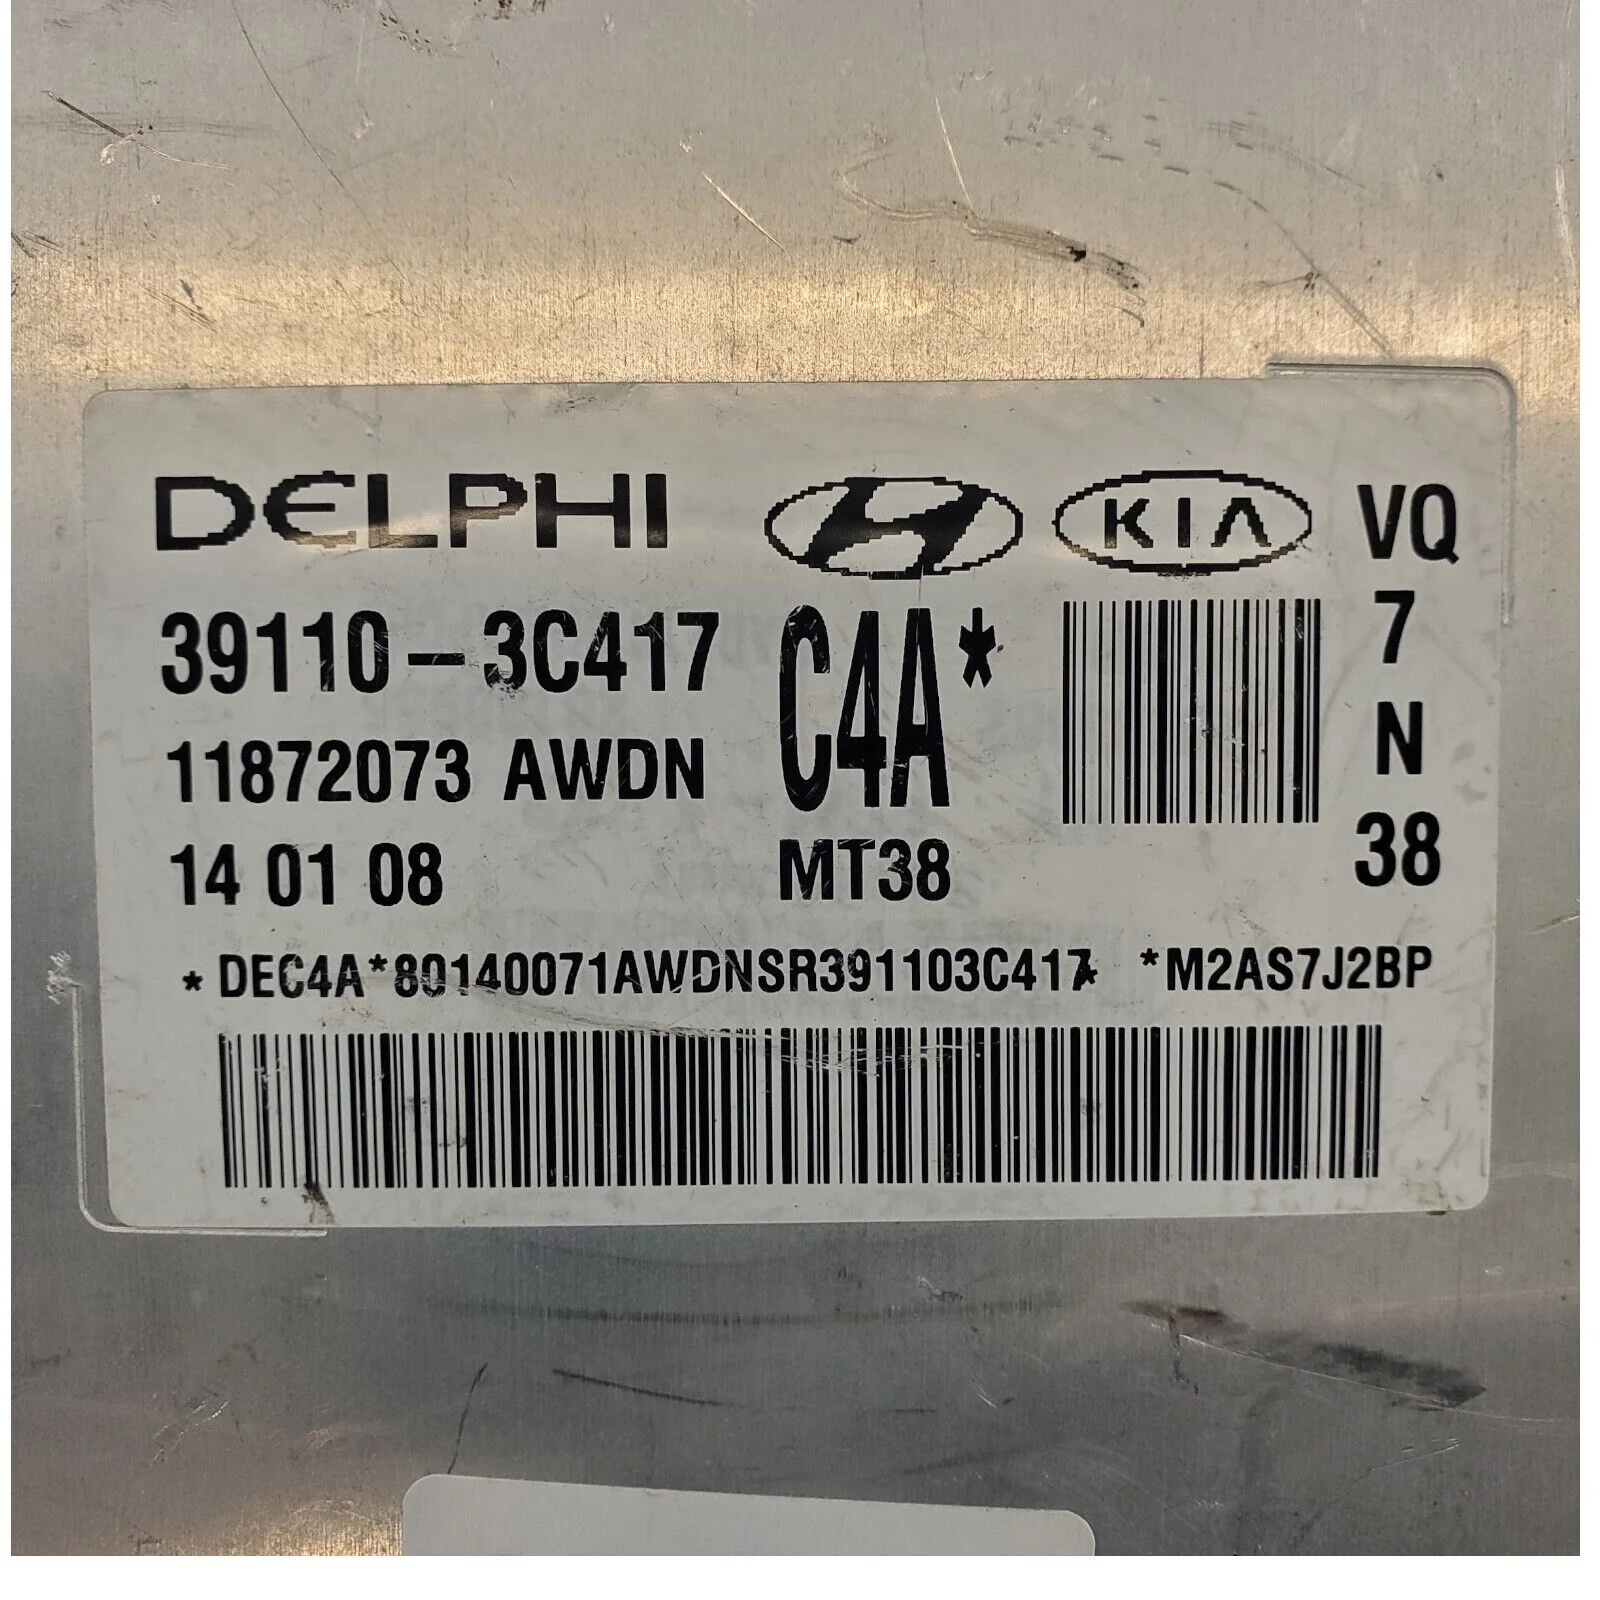 DELPHI KIA VQ
39110-3C417 C4A* 7
11872073 AWDN N
14 01 08 MT38 38
*DEC4A*80140071AWDNSR391103C417* *M2AS7J2BP